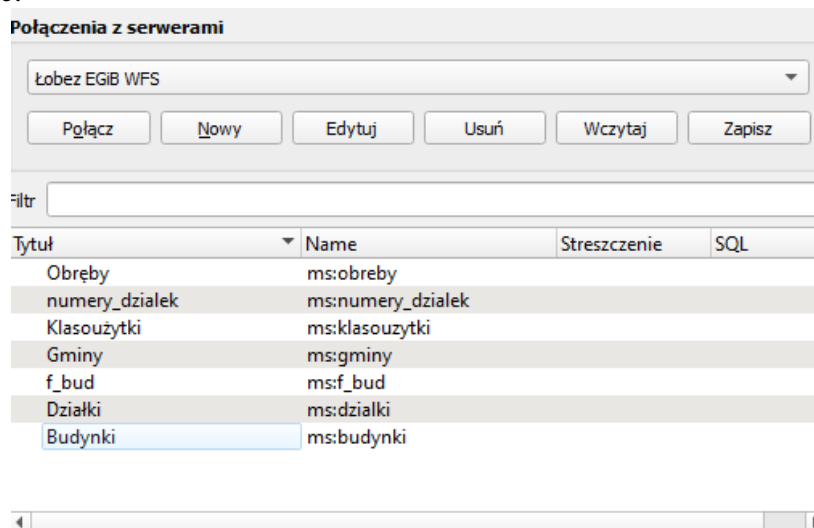 Połączenia z serwerami
Łobez EGiB WFS
Połącz Nowy Edytuj Usuń Wczytaj Zapisz
Filtr
Tytuł Name Streszczenie SQL
Obręby ms:obreby
numery_dzialek ms:numery_dzialek
Klasoużytki ms:klasouzytki
Gminy ms:gminy
f_bud ms:f_bud
Działki ms:dzialki
Budynki ms:budynki